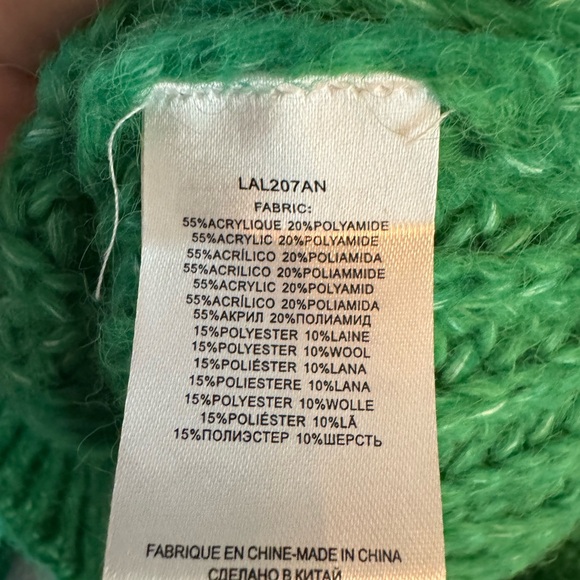 LAL207AN
FABRIC:
55%ACRYLIQUE 20%POLYAMIDE
55%ACRYLIC 20%POLYAMIDE
55%ACRÍLICO 20%POLIAMIDA
55%ACRILICO 20%POLIAMMIDE
55%ACRYLIC 20%POLYAMID
55%ACRÍLICO 20%POLIAMIDA
55%АКРИЛ 20%ПОЛИАМИД
15%POLYESTER 10%LAINE
15%POLYESTER 10%WOOL
15%POLIÉSTER 10%LANA
15%POLIESTERE 10%LANA
15%POLYESTER 10%WOLLE
15%POLIÉSTER 10%LÃ
15%ПОЛИЭСТЕР 10%ШЕРСТЬ
FABRIQUE EN CHINE-MADE IN CHINA
СДЕЛАНО В КИТАЙ